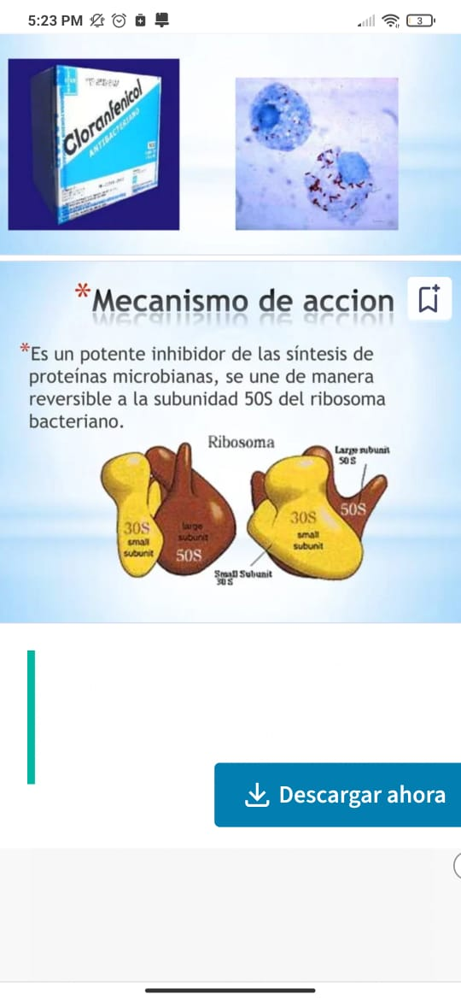 5:23 PM
3
Cloranfenicol
ANTIBACTERIANO
*Mecanismo de accion
*Es un potente inhibidor de las síntesis de
proteínas microbianas, se une de manera
reversible a la subunidad 50S del ribosoma
bacteriano.
Ribosoma
Large subunit
50 S
30S
small
subunit
large
subunit
50S
30S
small
subunit
50S
Small Subunit
30 S
Descargar ahora